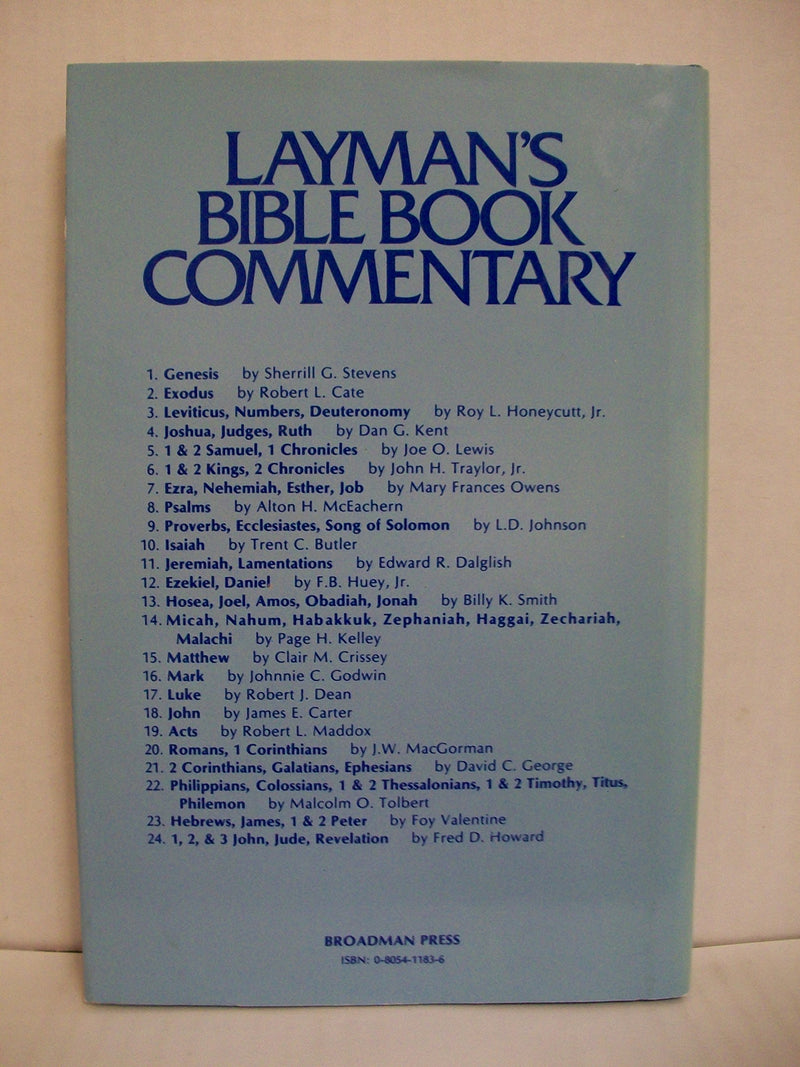 LAYMAN'S
BIBLE BOOK
COMMENTARY
1. Genesis by Sherrill G. Stevens
2. Exodus by Robert L. Cate
3. Leviticus, Numbers, Deuteronomy by Roy L. Honeycutt, Jr.
4. Joshua, Judges, Ruth by Dan G. Kent
5. 1 & 2 Samuel, 1 Chronicles by Joe O. Lewis
6. 1 & 2 Kings, 2 Chronicles by John H. Traylor, Jr.
7. Ezra, Nehemiah, Esther, Job by Mary Frances Owens
8. Psalms by Alton H. McEachern
9. Proverbs, Ecclesiastes, Song of Solomon by L.D. Johnson
10. Isaiah by Trent C. Butler
11. Jeremiah, Lamentations by Edward R. Dalglish
12. Ezekiel, Daniel by F.B. Huey, Jr.
13. Hosea, Joel, Amos, Obadiah, Jonah by Billy K. Smith
14. Micah, Nahum, Habakkuk, Zephaniah, Haggai, Zechariah,
Malachi by Page H. Kelley
15. Matthew by Clair M. Crissey
16. Mark by Johnnie C. Godwin
17. Luke by Robert J. Dean
18. John by James E. Carter
19. Acts by Robert L. Maddox
20. Romans, 1 Corinthians by J.W. MacGorman
21. 2 Corinthians, Galatians, Ephesians by David C. George
22. Philippians, Colossians, 1 & 2 Thessalonians, 1 & 2 Timothy, Titus,
Philemon by Malcolm O. Tolbert
23. Hebrews, James, 1 & 2 Peter by Foy Valentine
24. 1, 2, & 3 John, Jude, Revelation by Fred D. Howard
BROADMAN PRESS
ISBN: 0-8054-1183-6